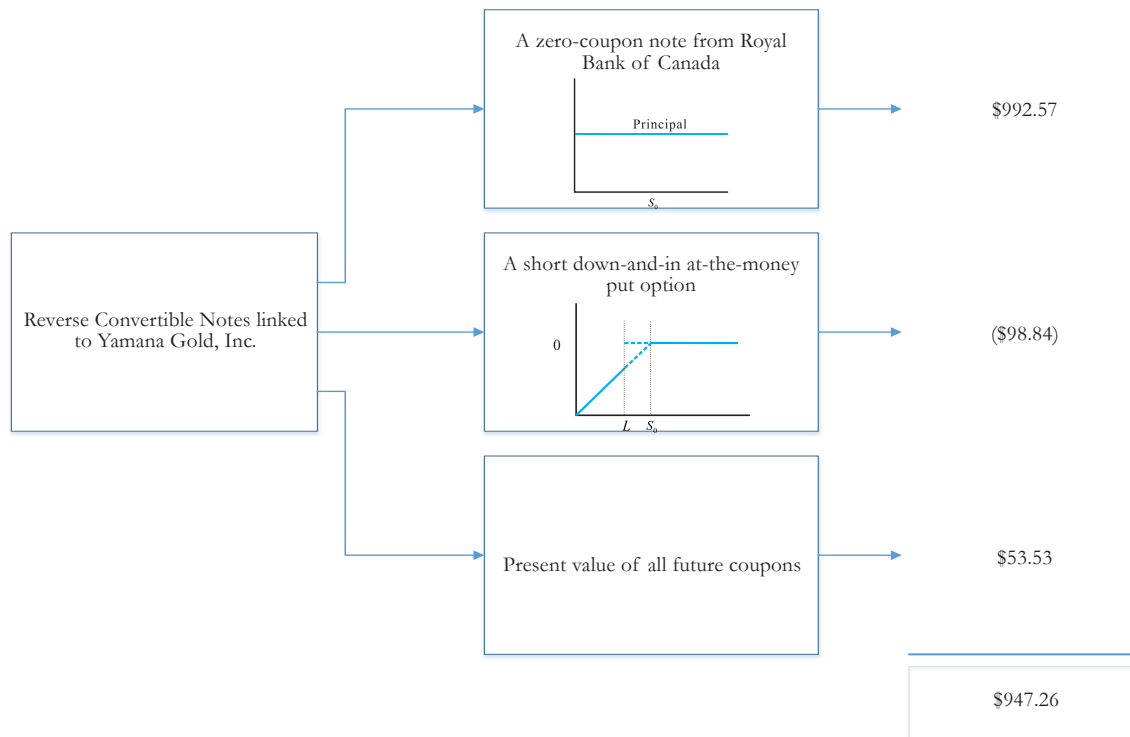 A zero-coupon note from Royal
Bank of Canada
Principal
S₀
$992.57
Reverse Convertible Notes linked
to Yamana Gold, Inc.
A short down-and-in at-the-money
put option
0
L S₀
($98.84)
Present value of all future coupons
$53.53
$947.26